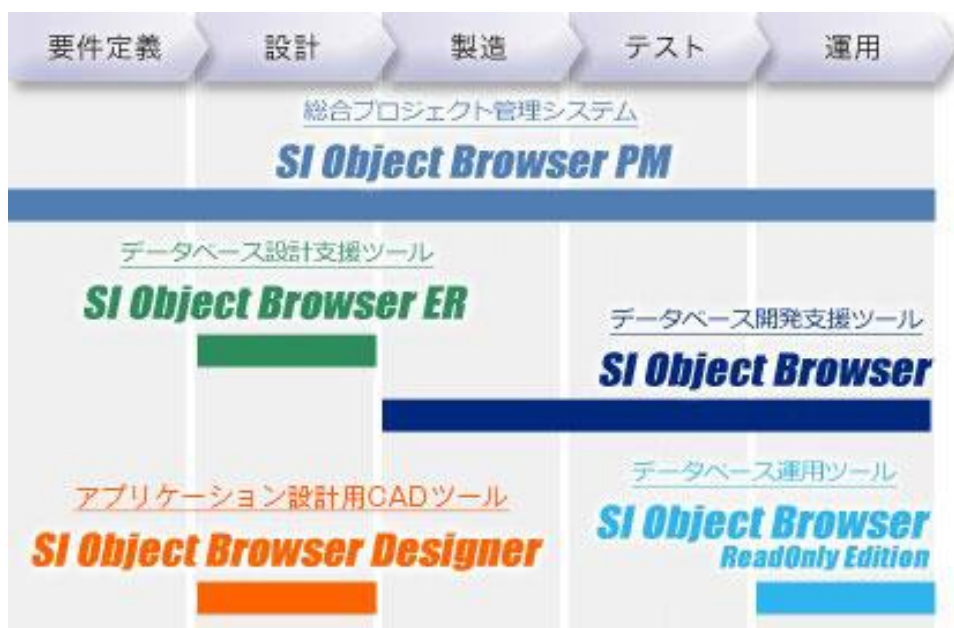 要件定義 設計 製造 テスト 運用
総合プロジェクト管理システム
SI Object Browser PM
データベース設計支援ツール
SI Object Browser ER
データベース開発支援ツール
SI Object Browser
アプリケーション設計用CADツール
SI Object Browser Designer
データベース運用ツール
SI Object Browser
ReadOnly Edition